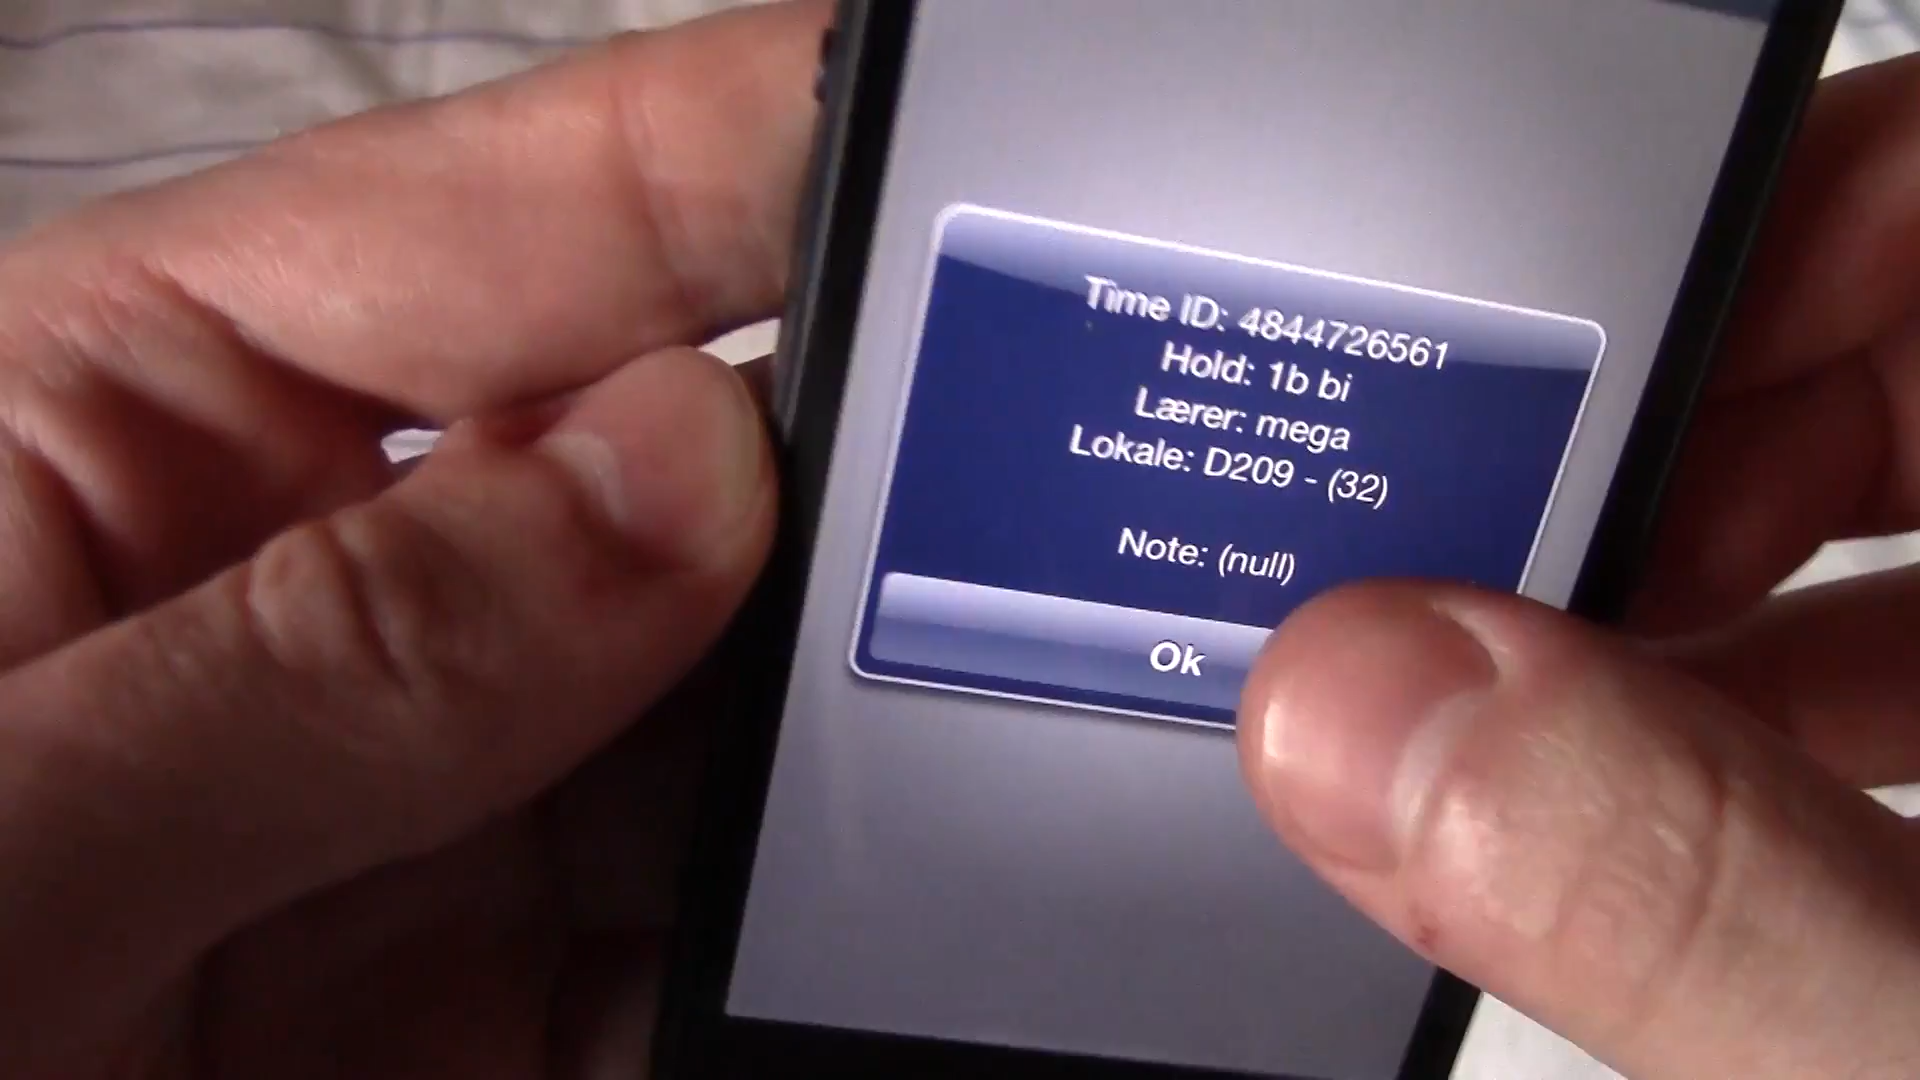 Time ID: 4844726561
Hold: 1b bi
Lærer: mega
Lokale: D209 - (32)
Note: (null)
Ok